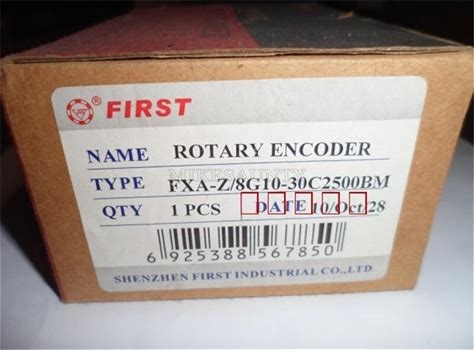 ® FIRST
NAME ROTARY ENCODER
TYPE FXA-Z/8G10-30C2500BM
QTY 1 PCS DATE 10/Oct/28
6 925388 567850
SHENZHEN FIRST INDUSTRIAL CO.,LTD